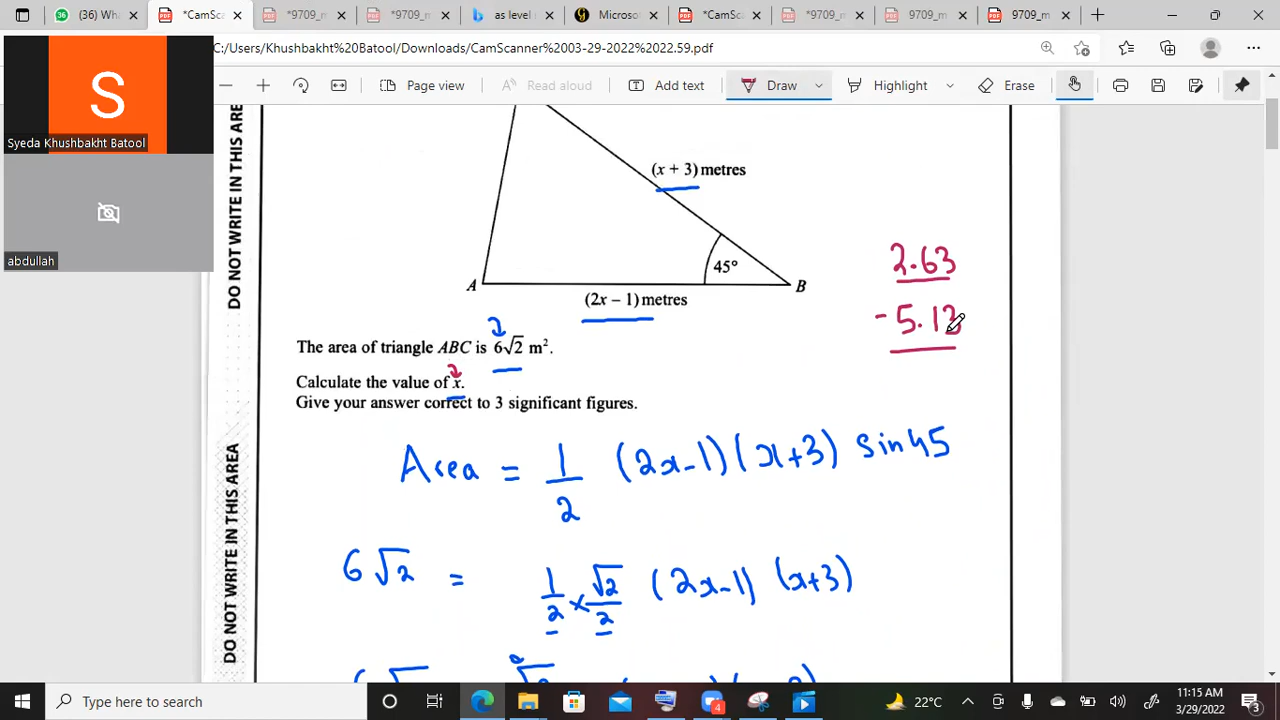 (32) Wha
*CamSc
*9709_m
*9709_m
as level
Microso
*CamSc
*9709_m
9709_m
9709_m
C:/Users/Khushbakht%20Batool/Downloads/CamScanner%2003-29-2022%2022.59.pdf
Page view
Read aloud
Add text
Draw
Highlight
Erase
S
Syeda Khushbakht Batool
abdullah
DO NOT WRITE IN THIS AREA
DO NOT WRITE IN THIS AREA
(x + 3) metres
45°
A
B
(2x − 1) metres
2.63
-5.13
The area of triangle ABC is 6√2 m².
Calculate the value of x.
Give your answer correct to 3 significant figures.
Area = 1/2 (2x-1)(x+3) sin45
6√2 = 1/2 × √2/2 (2x-1) (x+3)
Type here to search
4
22°C
11:15 AM
3/29/2022
3